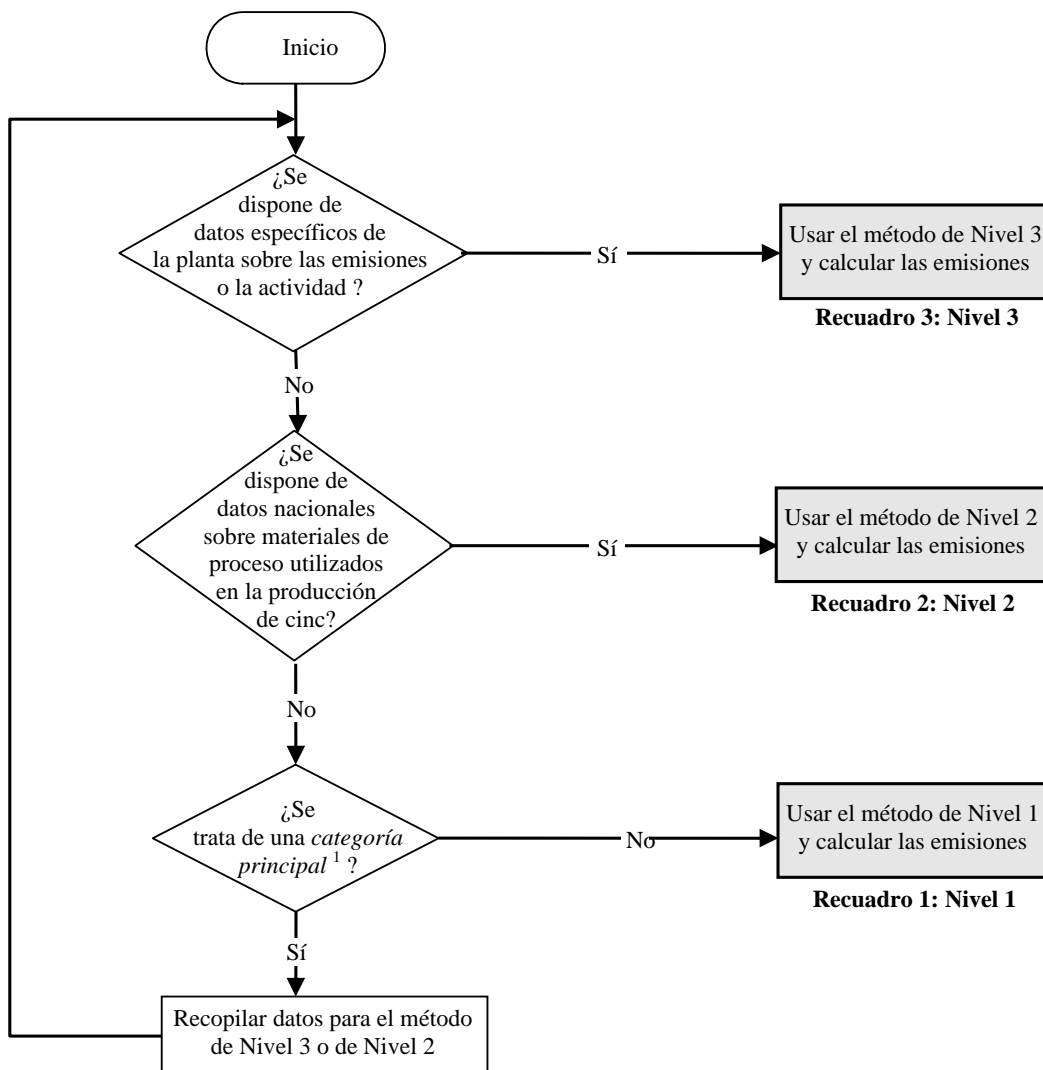 Inicio
¿Se
dispone de
datos específicos de
la planta sobre las emisiones
o la actividad ?
Sí
Usar el método de Nivel 3
y calcular las emisiones
Recuadro 3: Nivel 3
No
¿Se
dispone de
datos nacionales
sobre materiales de
proceso utilizados
en la producción
de cinc?
Sí
Usar el método de Nivel 2
y calcular las emisiones
Recuadro 2: Nivel 2
No
¿Se
trata de una categoría
principal 1 ?
No
Usar el método de Nivel 1
y calcular las emisiones
Recuadro 1: Nivel 1
Sí
Recopilar datos para el método
de Nivel 3 o de Nivel 2